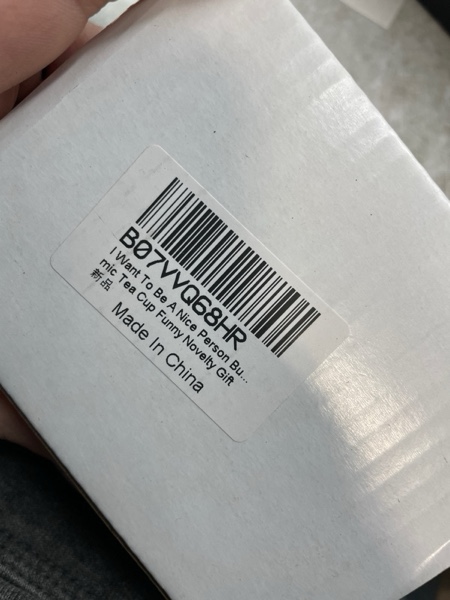 B07VVQ68HR
I Want To Be A Nice Person Bu...
mic Tea Cup Funny Novelty Gift
新品
Made In China